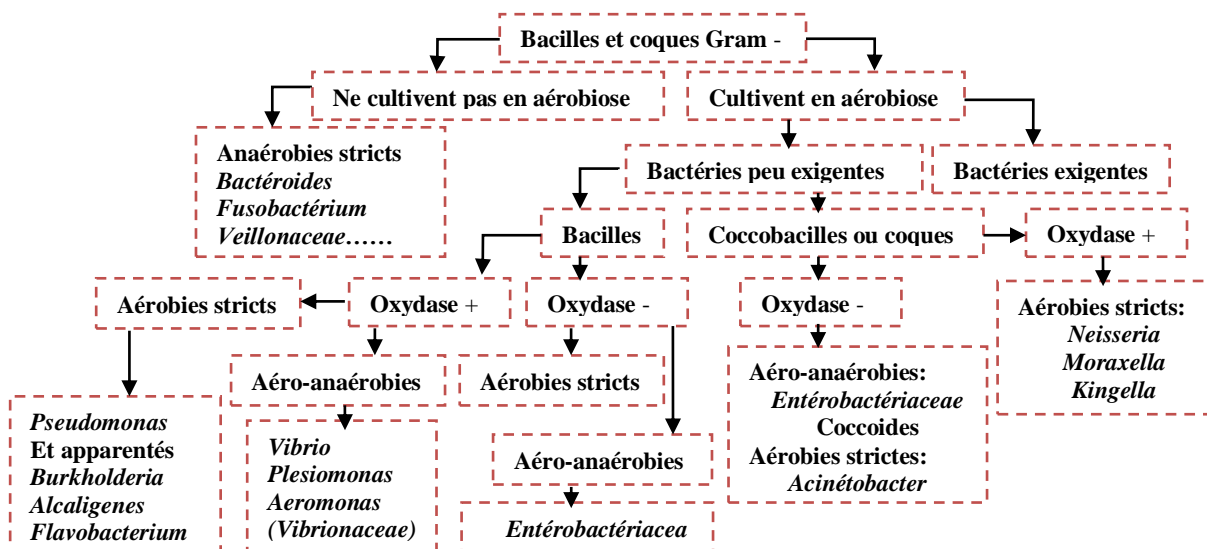 Bacilles et coques Gram -
Ne cultivent pas en aérobiose
Cultivent en aérobiose
Anaérobies stricts
Bactéroides
Fusobactérium
Veillonaceae……
Bactéries peu exigentes
Bactéries exigentes
Bacilles
Coccobacilles ou coques
Oxydase +
Aérobies stricts
Oxydase +
Oxydase -
Oxydase -
Aérobies stricts:
Neisseria
Moraxella
Kingella
Aéro-anaérobies
Aérobies stricts
Aéro-anaérobies:
Entérobactériaceae
Coccoides
Aérobies strictes:
Acinétobacter
Pseudomonas
Et apparentés
Burkholderia
Alcaligenes
Flavobacterium
Vibrio
Plesiomonas
Aeromonas
(Vibrionaceae)
Aéro-anaérobies
Entérobactériacea